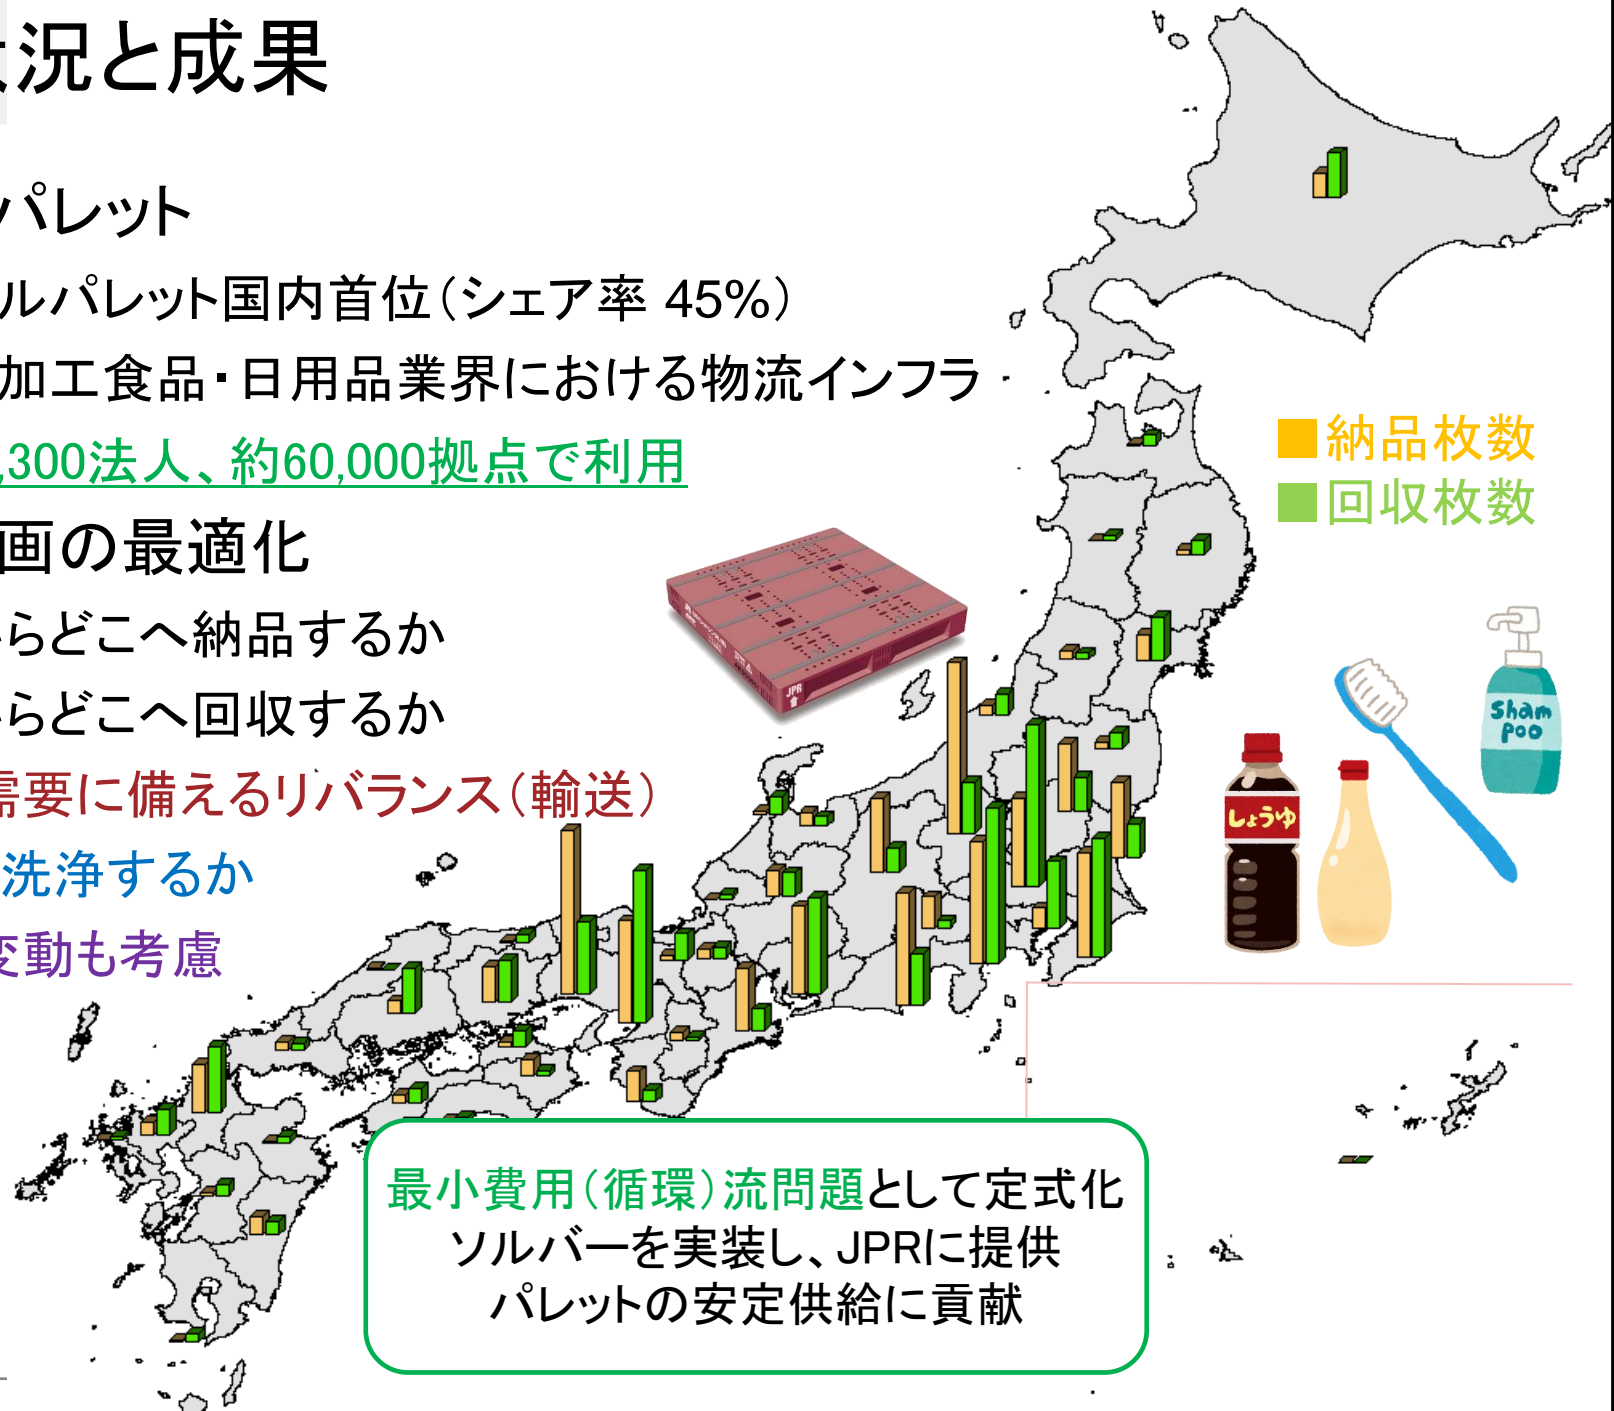 況と成果
パレット
ルパレット国内首位(シェア率 45%)
加工食品・日用品業界における物流インフラ
,300法人、約60,000拠点で利用
画の最適化
らどこへ納品するか
らどこへ回収するか
需要に備えるリバランス(輸送)
洗浄するか
変動も考慮
納品枚数
回収枚数
JPR
Sham
poo
しょうゆ
最小費用(循環)流問題として定式化
ソルバーを実装し、JPRに提供
パレットの安定供給に貢献